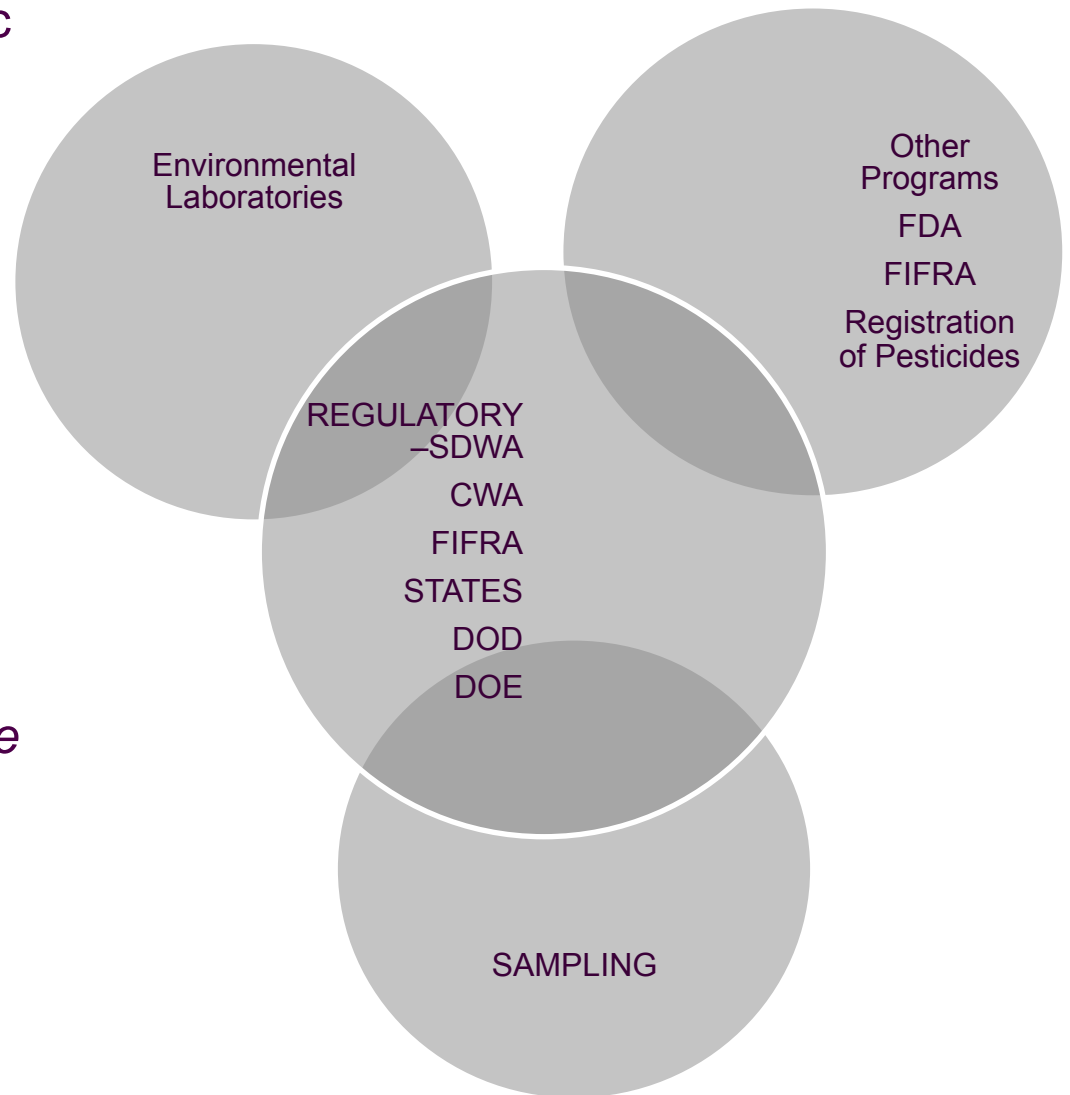 c
Environmental
Laboratories
Other
Programs
FDA
FIFRA
Registration
of Pesticides
REGULATORY
–SDWA
CWA
FIFRA
STATES
DOD
DOE
e
SAMPLING